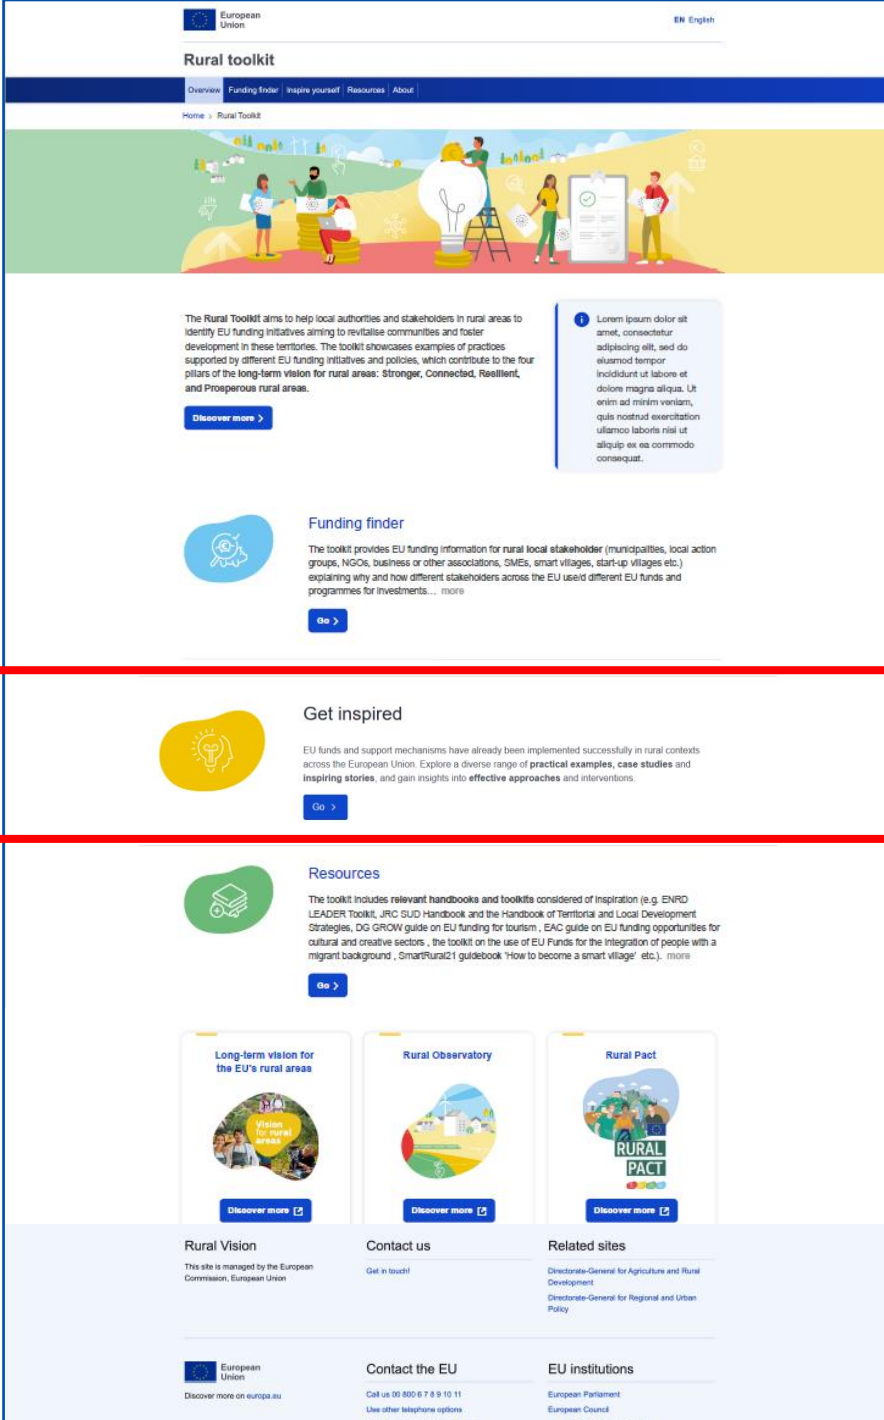 European
Union
EN English
Rural toolkit
Overview Funding finder Inspire yourself Resources About
Home > Rural Toolkit
The Rural Toolkit aims to help local authorities and stakeholders in rural areas to
identify EU funding initiatives aiming to revitalise communities and foster
development in these territories. The toolkit showcases examples of practices
supported by different EU funding initiatives and policies, which contribute to the four
pillars of the long-term vision for rural areas: Stronger, Connected, Resilient,
and Prosperous rural areas.
Discover more >
Lorem ipsum dolor sit
amet, consectetur
adipiscing elit, sed do
eiusmod tempor
incididunt ut labore et
dolore magna aliqua. Ut
enim ad minim veniam,
quis nostrud exercitation
ullamco laboris nisi ut
aliquip ex ea commodo
consequat.
Funding finder
The toolkit provides EU funding information for rural local stakeholder (municipalities, local action
groups, NGOs, business or other associations, SMEs, smart villages, start-up villages etc.)
explaining why and how different stakeholders across the EU use/d different EU funds and
programmes for investments… more
Go >
Get inspired
EU funds and support mechanisms have already been implemented successfully in rural contexts
across the European Union. Explore a diverse range of practical examples, case studies and
inspiring stories, and gain insights into effective approaches and interventions.
Go >
Resources
The toolkit includes relevant handbooks and toolkits considered of inspiration (e.g. ENRD
LEADER Toolkit, JRC SUD Handbook and the Handbook of Territorial and Local Development
Strategies, DG GROW guide on EU funding for tourism , EAC guide on EU funding opportunities for
cultural and creative sectors , the toolkit on the use of EU Funds for the integration of people with a
migrant background , SmartRural21 guidebook 'How to become a smart village' etc.). more
Go >
Long-term vision for
the EU's rural areas
Vision
for rural
areas
Discover more
Rural Observatory
Discover more
Rural Pact
RURAL
PACT
Discover more
Rural Vision
This site is managed by the European
Commission, European Union
Contact us
Get in touch!
Related sites
Directorate-General for Agriculture and Rural
Development
Directorate-General for Regional and Urban
Policy
European
Union
Discover more on europa.eu
Contact the EU
Call us 00 800 6 7 8 9 10 11
Use other telephone options
EU institutions
European Parliament
European Council